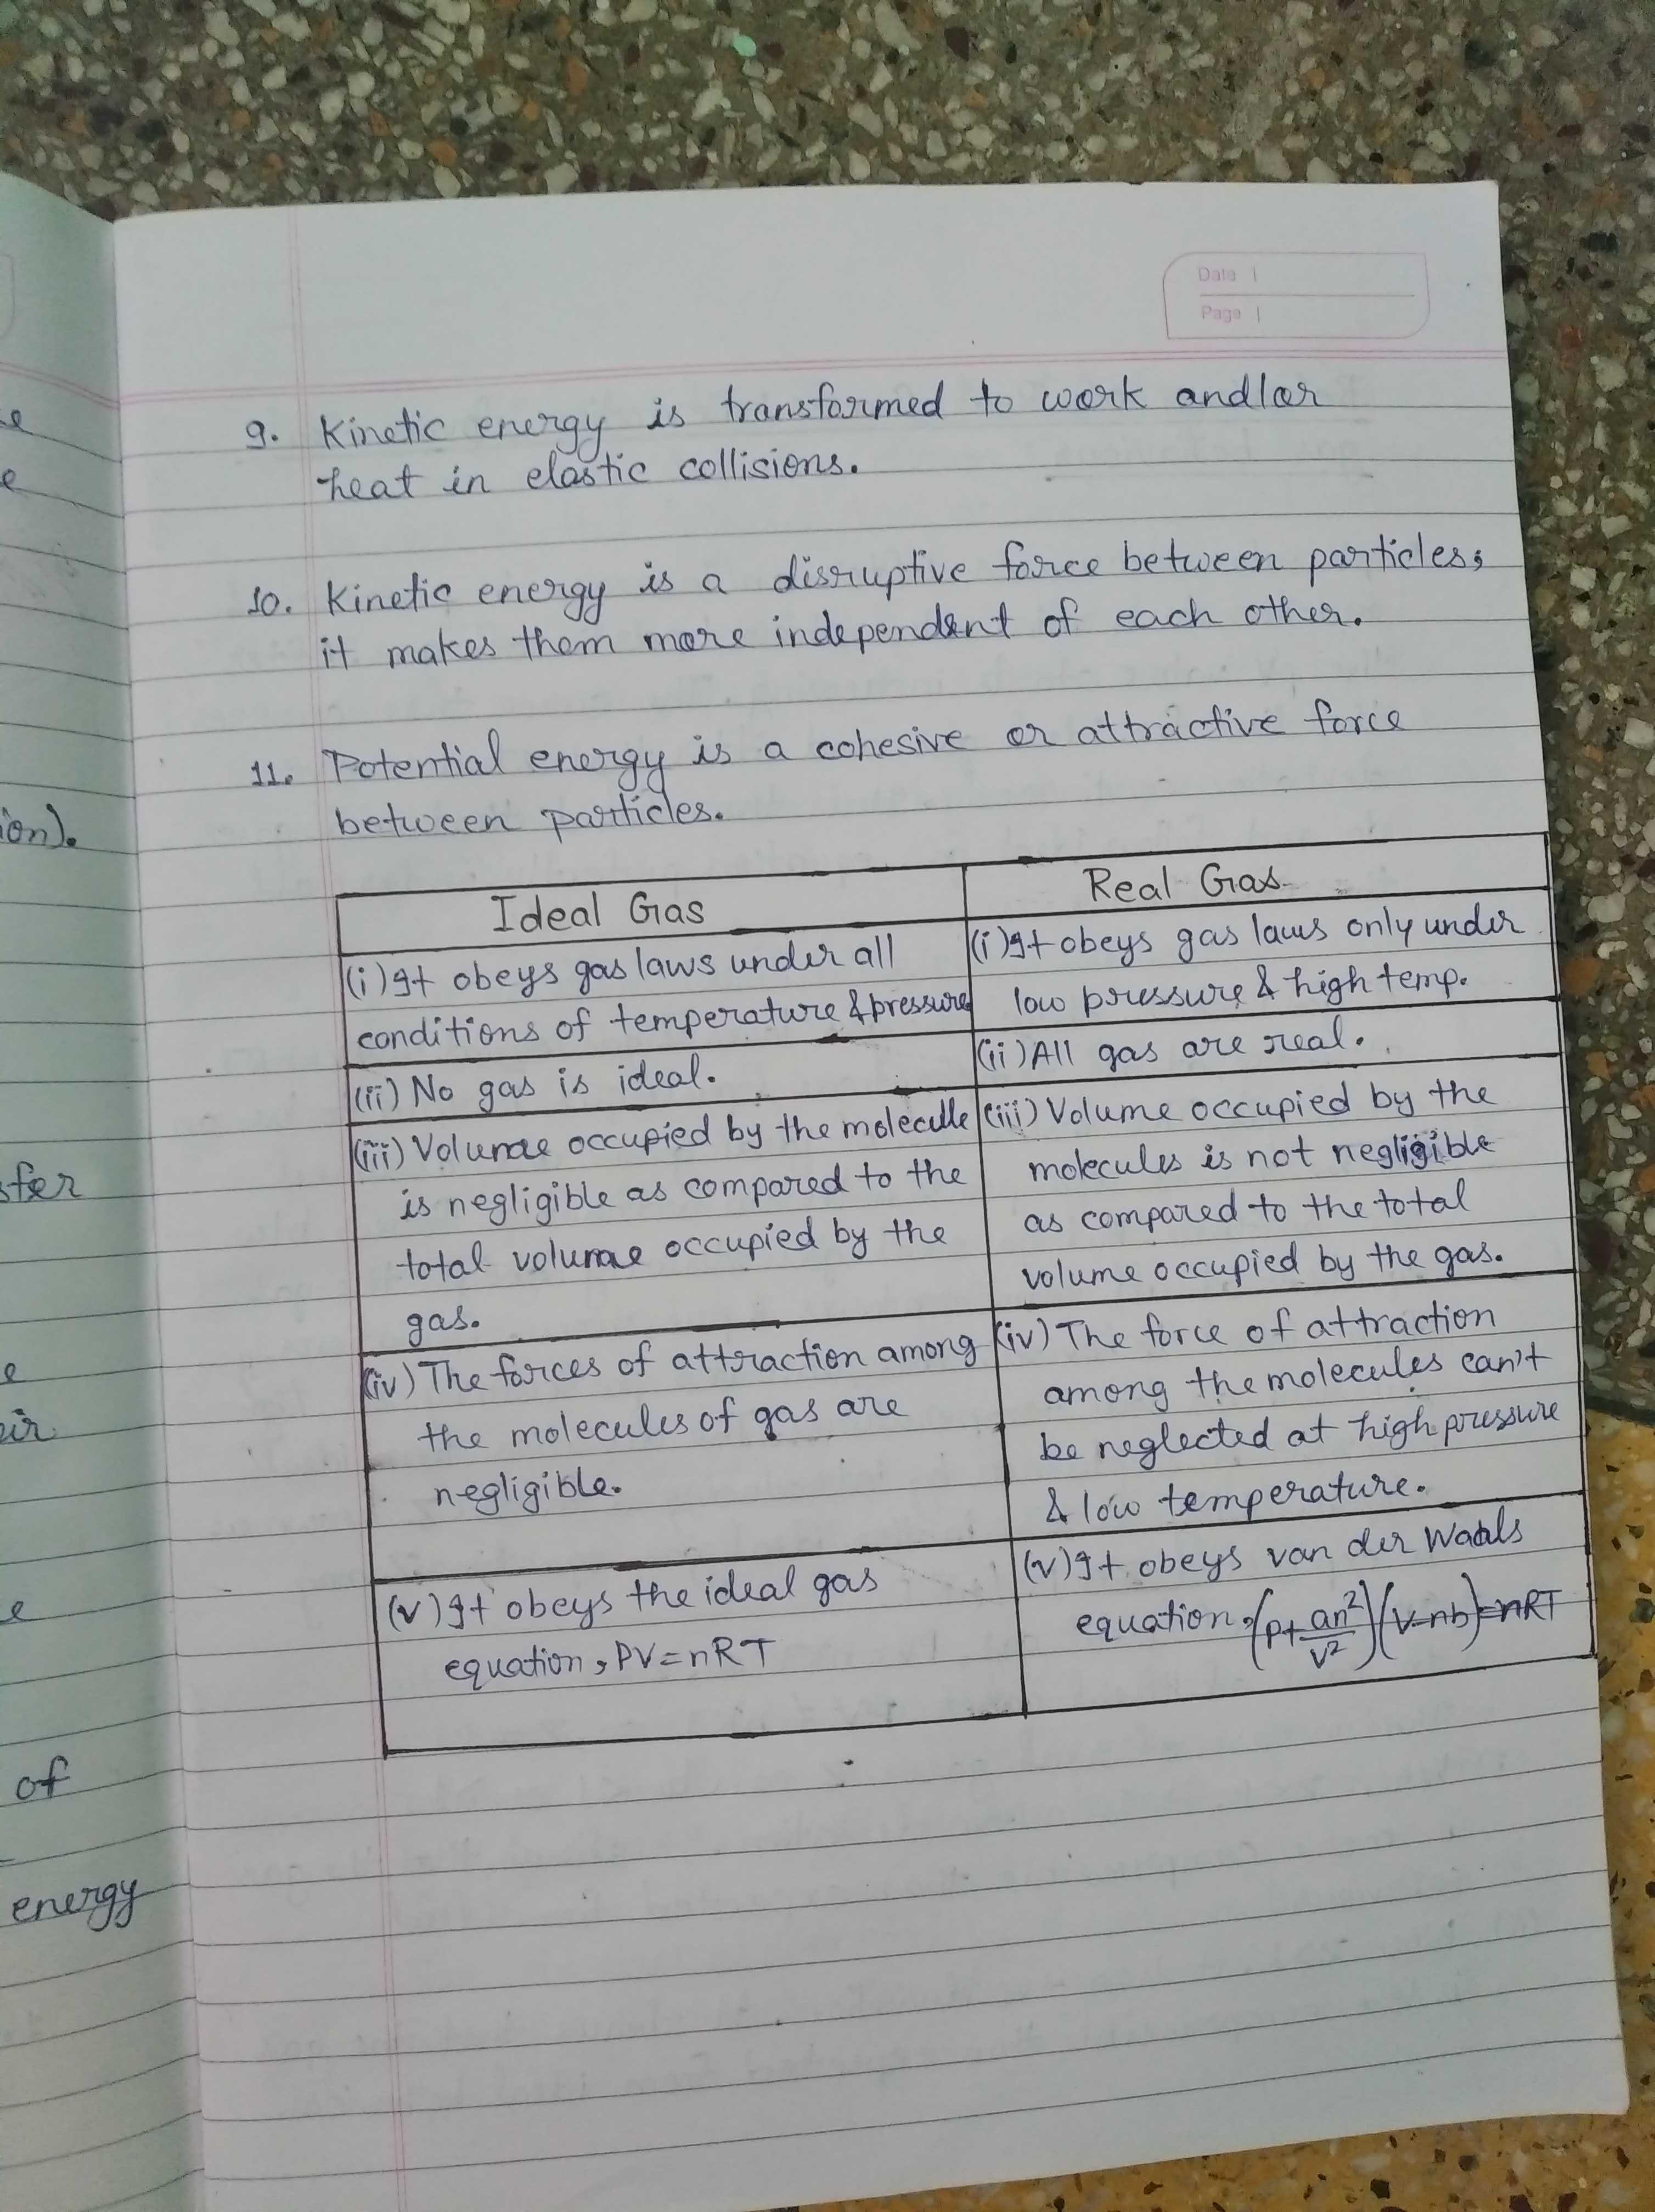 Date
Page
9. Kinetic energy is transformed to work and/or
heat in elastic collisions.
10. Kinetic energy is a disruptive force between particles;
it makes them more independent of each other.
11. Potential energy is a cohesive or attractive force
between particles.
Ideal Gas
(i) It obeys gas laws under all
conditions of temperature & pressure
(ii) No gas is ideal.
(iii) Volume occupied by the molecule
is negligible as compared to the
total volume occupied by the
gas.
(iv) The forces of attraction among
the molecules of gas are
negligible.
(v) It obeys the ideal gas
equation, PV=nRT
Real Gas
(i) It obeys gas laws only under
low pressure & high temp.
(ii) All gas are real.
(iii) Volume occupied by the
molecules is not negligible
as compared to the total
volume occupied by the gas.
(iv) The force of attraction
among the molecules can't
be neglected at high pressure
& low temperature.
(v) It obeys van der Waals
equation, (P+an²/V²)(V-nb)=nRT
ion).
sfer
of
energy